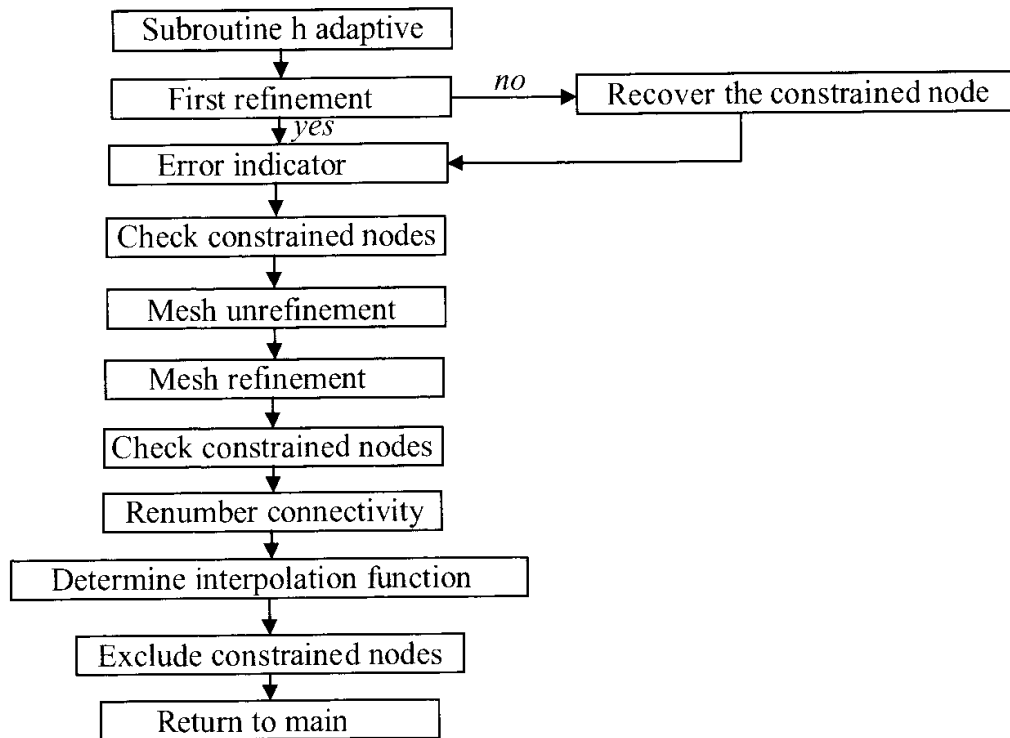 Subroutine h adaptive
First refinement
no
Recover the constrained node
yes
Error indicator
Check constrained nodes
Mesh unrefinement
Mesh refinement
Check constrained nodes
Renumber connectivity
Determine interpolation function
Exclude constrained nodes
Return to main